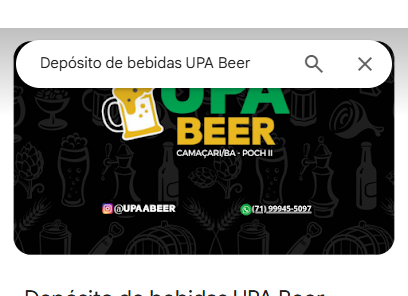 Depósito de bebidas UPA Beer
UPA
BEER
CAMAÇARI/BA - POCH II
@UPAABEER
(71) 99945-5097
Depósito de bebidas UPA Beer